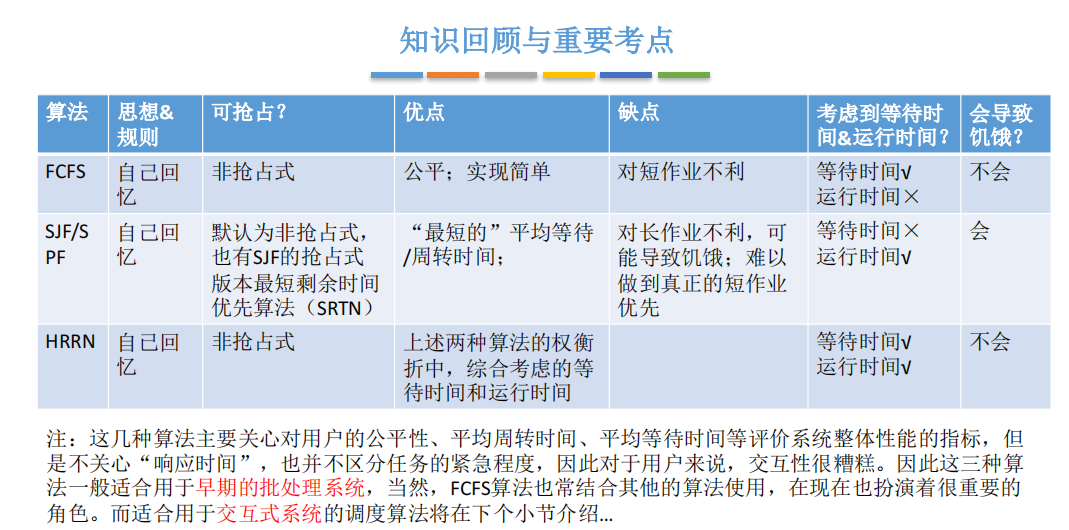 知识回顾与重要考点
算法
思想&
规则
可抢占？
优点
缺点
考虑到等待时
间&运行时间？
会导致
饥饿？
FCFS
自己回
忆
非抢占式
公平；实现简单
对短作业不利
等待时间√
运行时间×
不会
SJF/S
PF
自己回
忆
默认为非抢占式，
也有SJF的抢占式
版本最短剩余时间
优先算法（SRTN）
“最短的”平均等待
/周转时间；
对长作业不利，可
能导致饥饿；难以
做到真正的短作业
优先
等待时间×
运行时间√
会
HRRN
自己回
忆
非抢占式
上述两种算法的权衡
折中，综合考虑的等
待时间和运行时间
等待时间√
运行时间√
不会
注：这几种算法主要关心对用户的公平性、平均周转时间、平均等待时间等评价系统整体性能的指标，但
是不关心“响应时间”，也并不区分任务的紧急程度，因此对于用户来说，交互性很糟糕。因此这三种算
法一般适合用于早期的批处理系统，当然，FCFS算法也常结合其他的算法使用，在现在也扮演着很重要的
角色。而适合用于交互式系统的调度算法将在下个小节介绍...